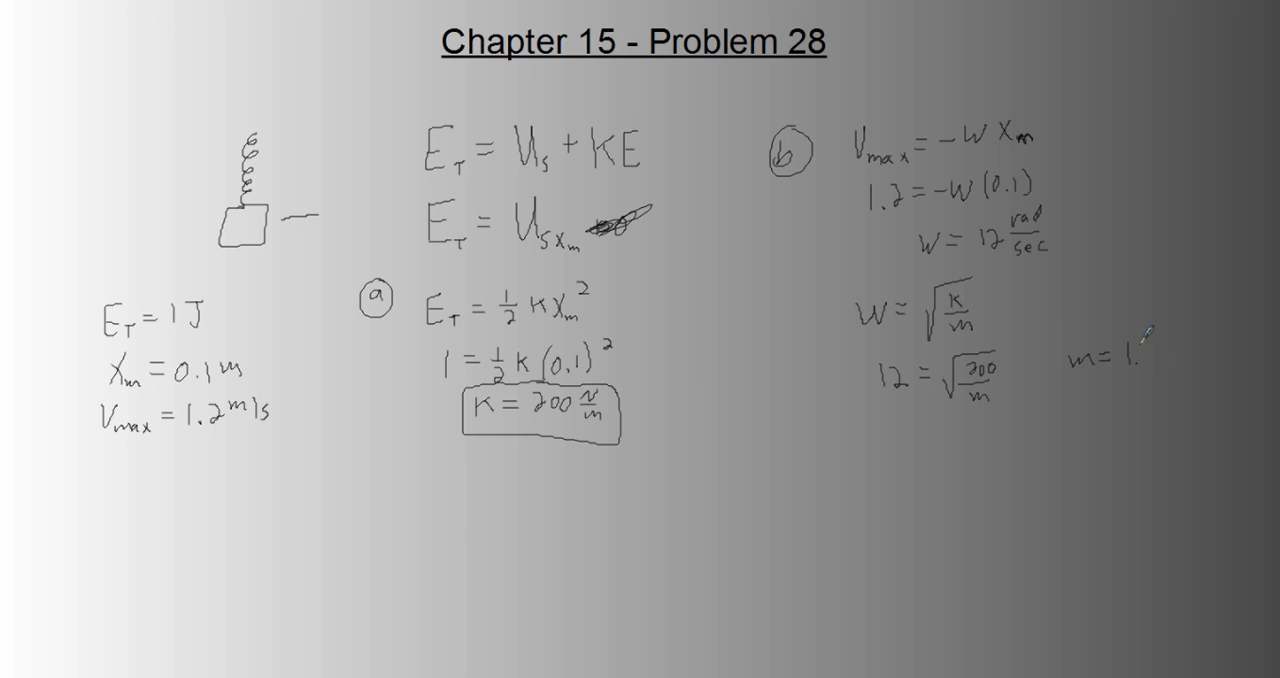 Chapter 15 - Problem 28
E_T = U_s + KE
E_T = U_s x_m
E_T = 1 J
X_m = 0.1 m
V_max = 1.2 m/s
a
E_T = 1/2 K X_m^2
1 = 1/2 K (0.1)^2
K = 200 N/m
b
V_max = -W X_m
1.2 = -W (0.1)
W = 12 rad/sec
W = √(K/m)
12 = √(200/m)
m = 1.